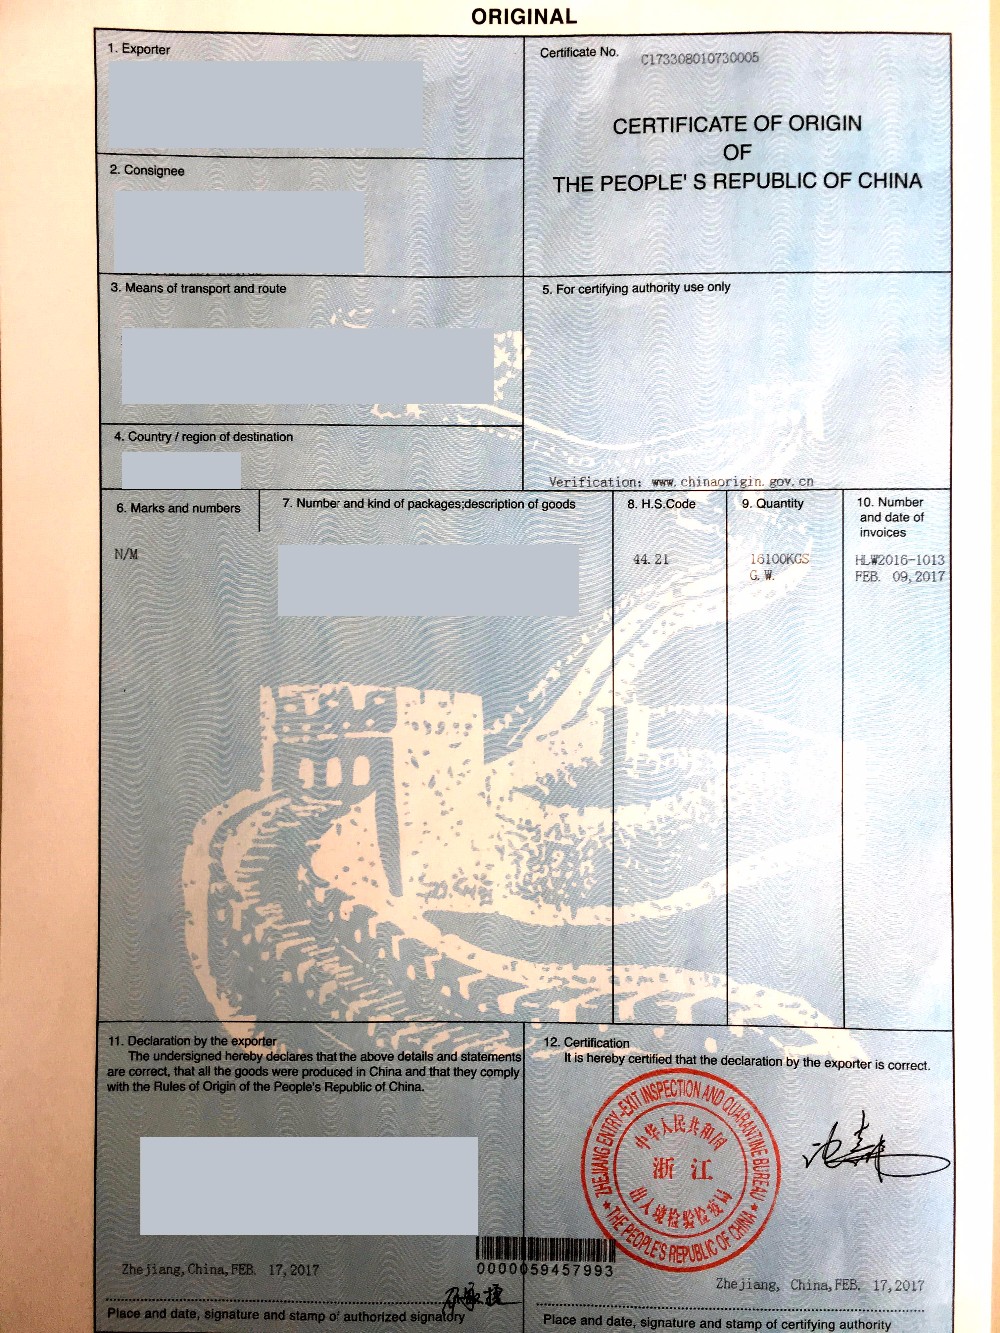 ORIGINAL
1. Exporter
Certificate No. C173308010730005
CERTIFICATE OF ORIGIN
OF
THE PEOPLE' S REPUBLIC OF CHINA
2. Consignee
3. Means of transport and route
5. For certifying authority use only
4. Country / region of destination
Verification: www.chinaorigin.gov.cn
6. Marks and numbers
7. Number and kind of packages;description of goods
8. H.S.Code
9. Quantity
10. Number
and date of
invoices
N/M
44.21
16100KGS
G.W.
HLW2016-1013
FEB. 09,2017
11. Declaration by the exporter
The undersigned hereby declares that the above details and statements
are correct, that all the goods were produced in China and that they comply
with the Rules of Origin of the People's Republic of China.
12. Certification
It is hereby certified that the declaration by the exporter is correct.
ZHEJIANG ENTRY-EXIT INSPECTION AND QUARANTINE BUREAU
中华人民共和国
浙江
出入境检验检疫局
THE PEOPLE'S REPUBLIC OF CHINA
0000059457993
Zhejiang,China,FEB. 17,2017
Zhejiang, China,FEB. 17,2017
Place and date, signature and stamp of authorized signatory
Place and date, signature and stamp of certifying authority